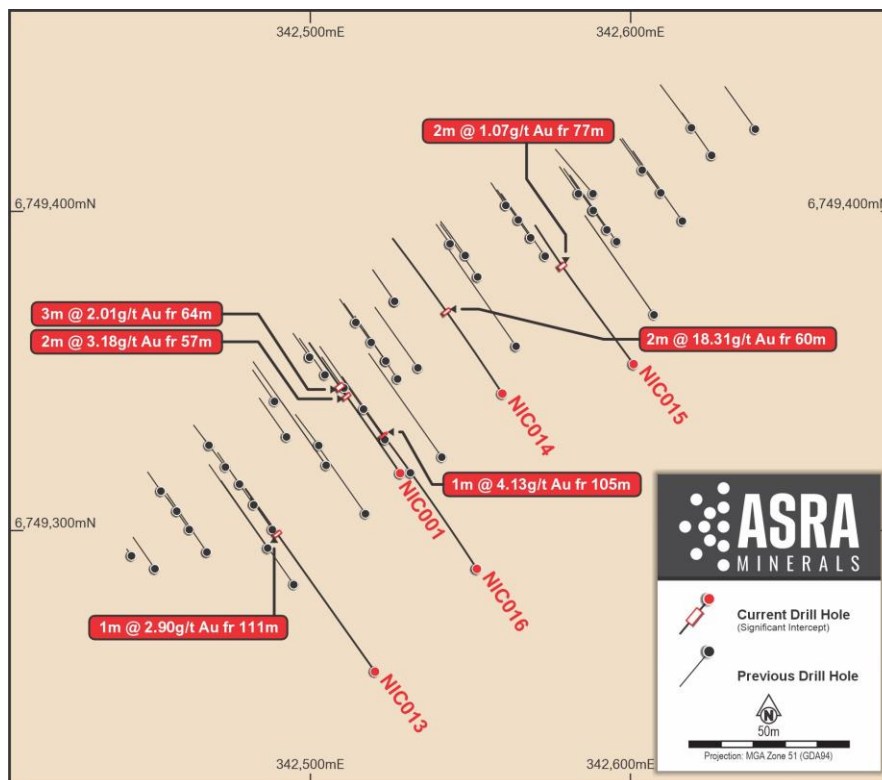 342,500mE
342,600mE
2m @ 1.07g/t Au fr 77m
6,749,400mN
6,749,400mN
3m @ 2.01g/t Au fr 64m
2m @ 3.18g/t Au fr 57m
2m @ 18.31g/t Au fr 60m
NIC015
NIC014
1m @ 4.13g/t Au fr 105m
NIC001
6,749,300mN
NIC016
1m @ 2.90g/t Au fr 111m
NIC013
ASRA
MINERALS
Current Drill Hole
(Significant Intercept)
Previous Drill Hole
N
50m
Projection: MGA Zone 51 (GDA94)
342,500mE
342,600mE